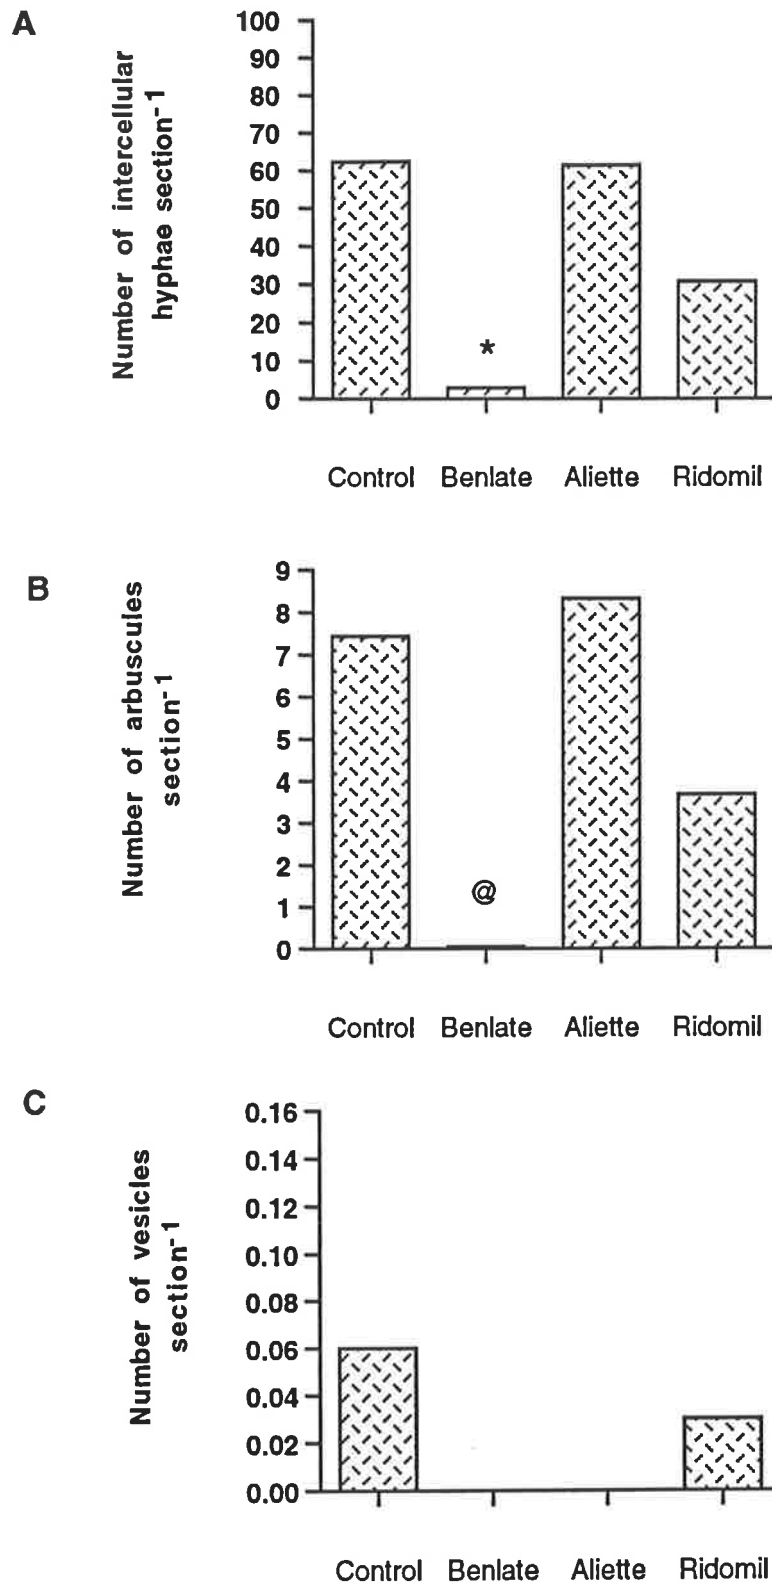 A
Number of intercellular
hyphae section-1
100
90
80
70
60
50
40
30
20
10
0
*
Control Benlate Aliette Ridomil
B
Number of arbuscules
section-1
9
8
7
6
5
4
3
2
1
0
@
Control Benlate Aliette Ridomil
C
Number of vesicles
section-1
0.16
0.14
0.12
0.10
0.08
0.06
0.04
0.02
0.00
Control Benlate Aliette Ridomil